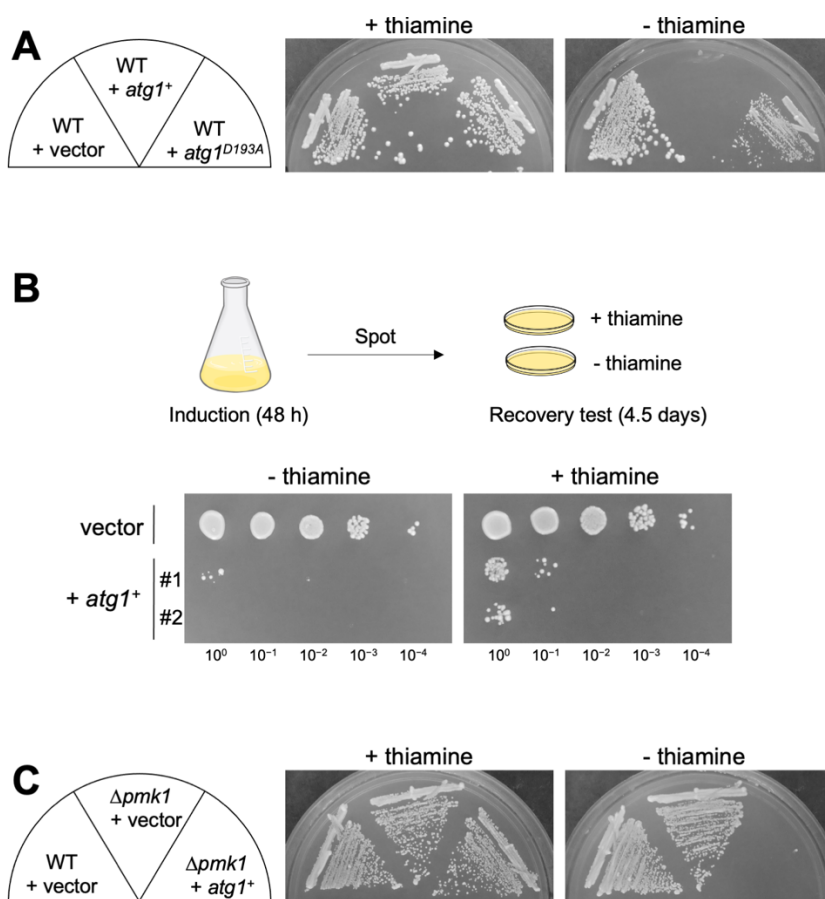 A
+ thiamine
- thiamine
WT
+ atg1⁺
WT
+ vector
WT
+ atg1ᴰ¹⁹³ᴬ
B
Spot
+ thiamine
- thiamine
Induction (48 h)
Recovery test (4.5 days)
- thiamine
+ thiamine
vector
+ atg1⁺
#1
#2
10⁰ 10⁻¹ 10⁻² 10⁻³ 10⁻⁴
10⁰ 10⁻¹ 10⁻² 10⁻³ 10⁻⁴
C
+ thiamine
- thiamine
Δpmk1
+ vector
WT
+ vector
Δpmk1
+ atg1⁺